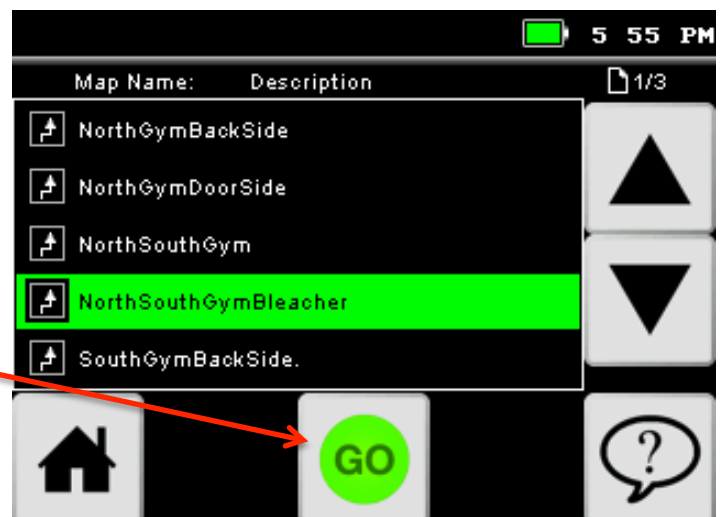 5 55 PM
Map Name: Description 1/3
NorthGymBackSide
NorthGymDoorSide
NorthSouthGym
NorthSouthGymBleacher
SouthGymBackSide.
GO
?